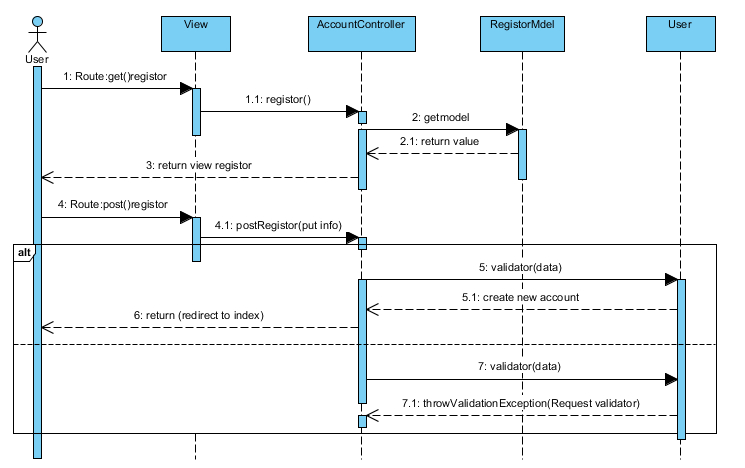 View
AccountController
RegistorMdel
User
User
1: Route:get()registor
1.1: registor()
2: getmodel
2.1: return value
3: return view registor
4: Route:post()registor
4.1: postRegistor(put info)
alt
5: validator(data)
5.1: create new account
6: return (redirect to index)
7: validator(data)
7.1: throwValidationException(Request validator)